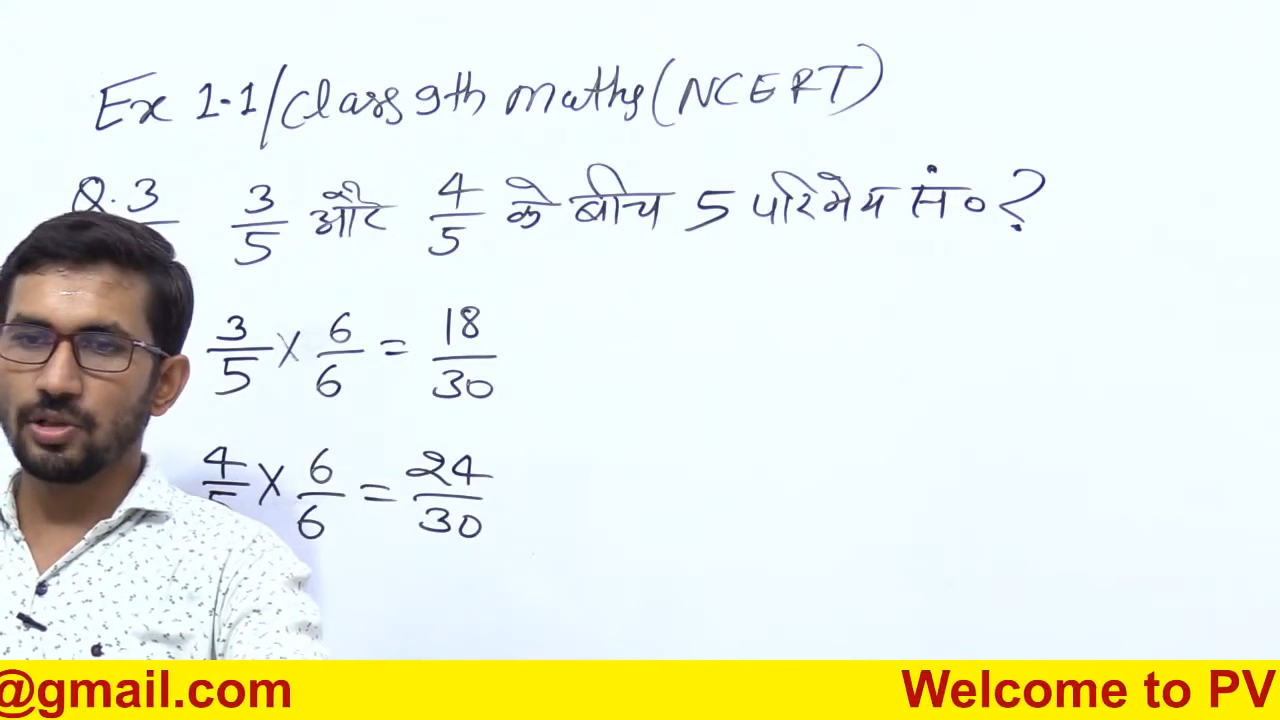 Ex 1.1/Class 9th maths (NCERT)
Q.3 3/5 और 4/5 के बीच 5 परिमेय सं० ?
3/5 × 6/6 = 18/30
4/5 × 6/6 = 24/30
@gmail.com Welcome to PV